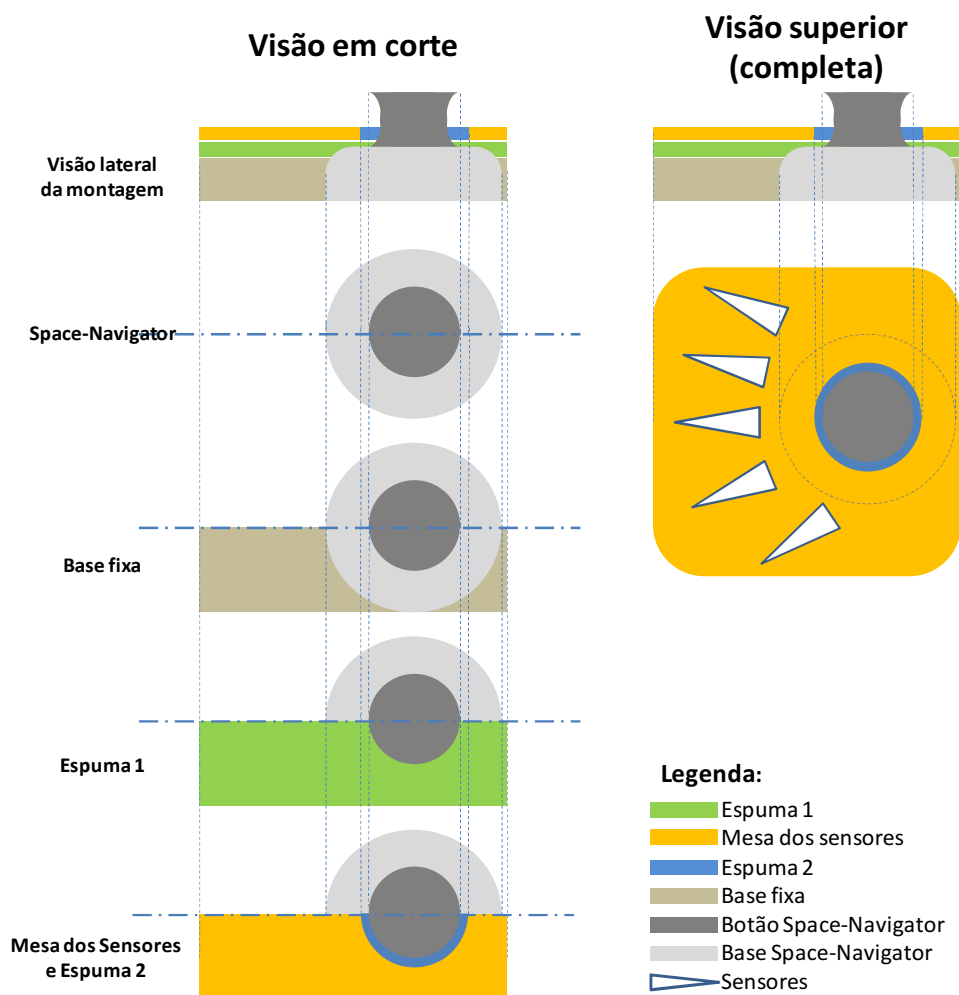 Visão em corte
Visão superior
(completa)
Visão lateral
da montagem
Space-Navigator
Base fixa
Espuma 1
Mesa dos Sensores
e Espuma 2
Legenda:
Espuma 1
Mesa dos sensores
Espuma 2
Base fixa
Botão Space-Navigator
Base Space-Navigator
Sensores